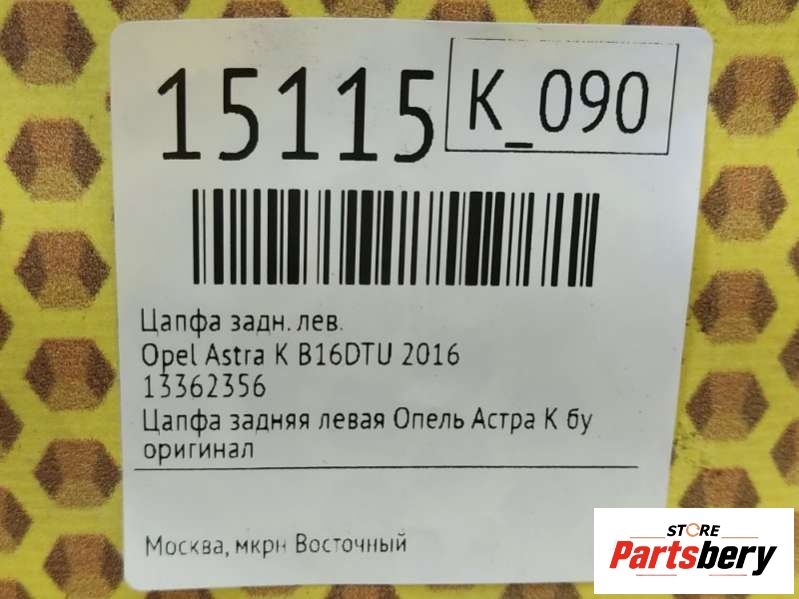 15115 K_090
Цапфа задн. лев.
Opel Astra K B16DTU 2016
13362356
Цапфа задняя левая Опель Астра К бу
оригинал
Москва, мкрн Восточный
STORE
Partsbery